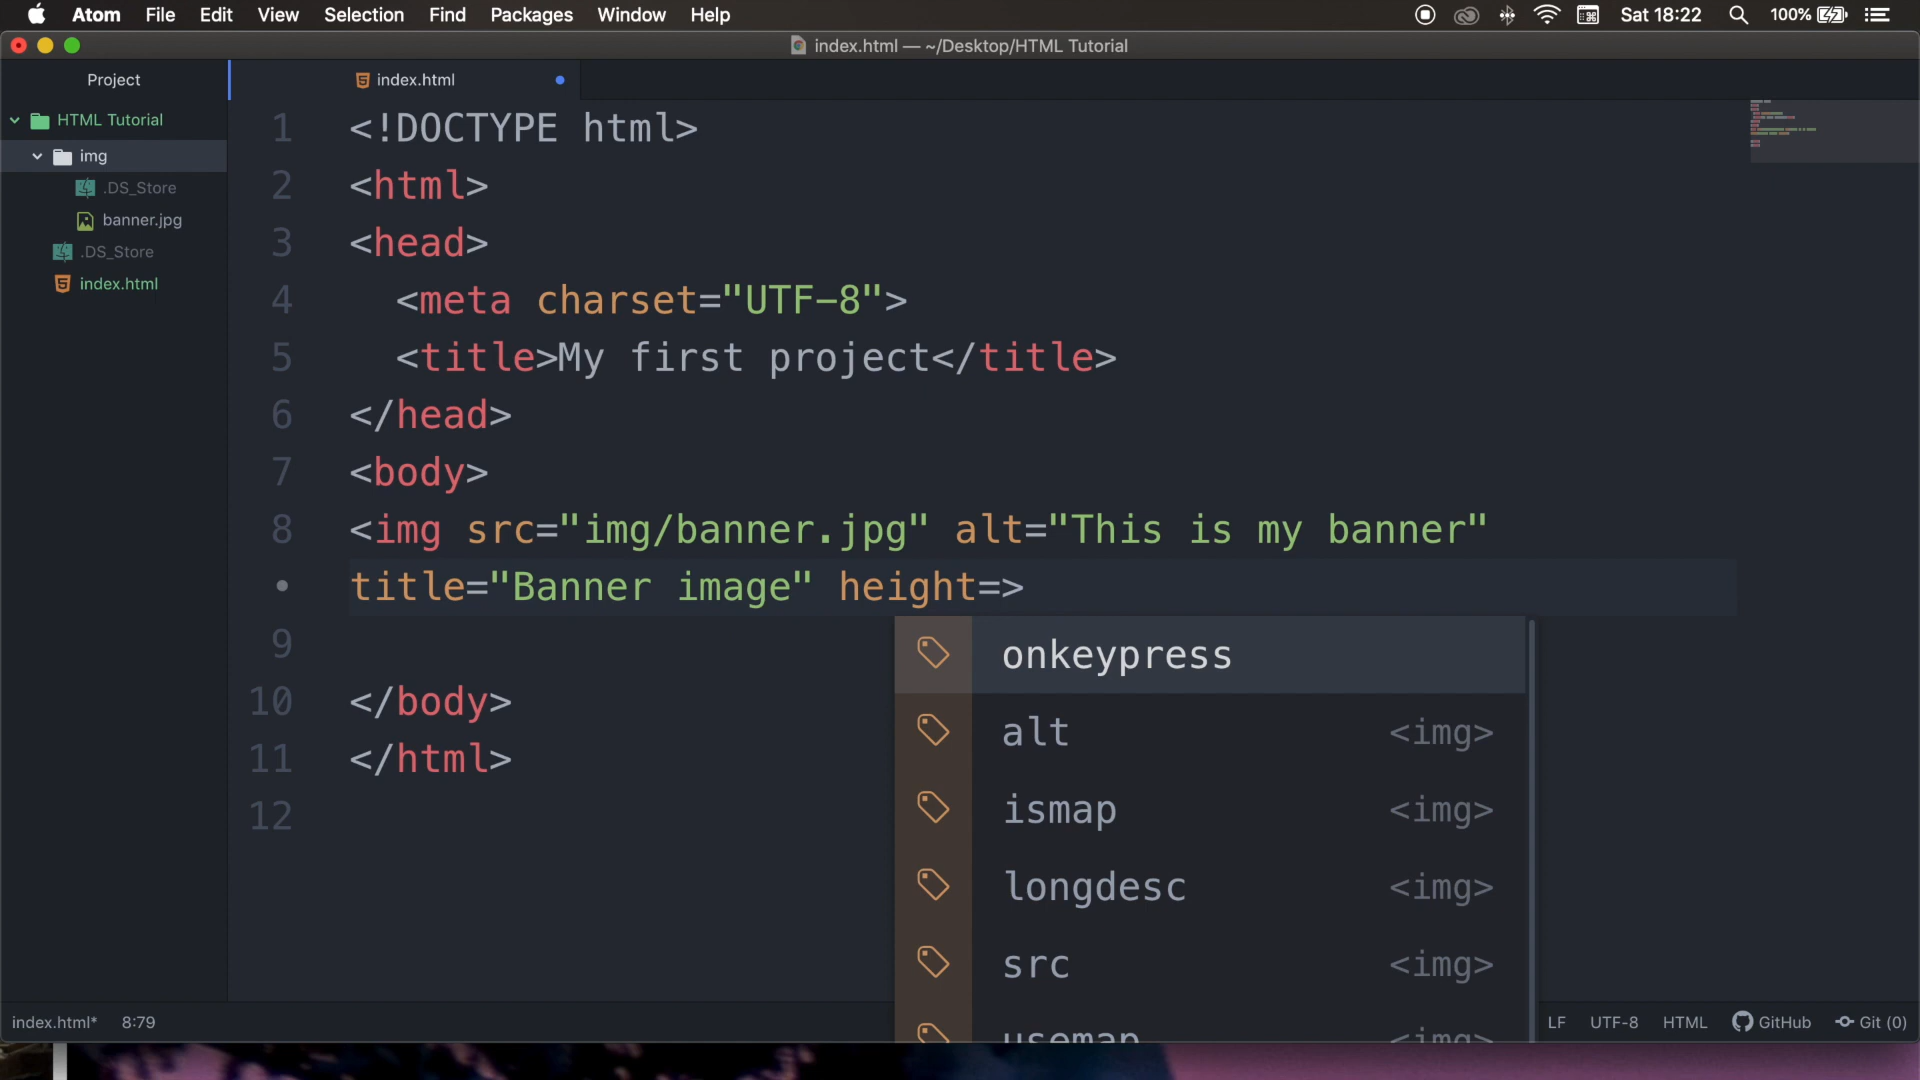 Atom File Edit View Selection Find Packages Window Help Sat 18:22 100%
index.html — ~/Desktop/HTML Tutorial
Project
HTML Tutorial
img
.DS_Store
banner.jpg
.DS_Store
index.html
index.html
1 <!DOCTYPE html>
2 <html>
3 <head>
4 <meta charset="UTF-8">
5 <title>My first project</title>
6 </head>
7 <body>
8 <img src="img/banner.jpg" alt="This is my banner"
• title="Banner image" height=>
9
10 </body>
11 </html>
12
onkeypress
alt <img>
ismap <img>
longdesc <img>
src <img>
usemap <img>
index.html* 8:79 LF UTF-8 HTML GitHub Git (0)